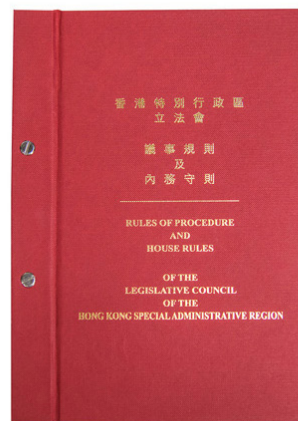 香港特別行政區
立法會
議事規則
及
內務守則
RULES OF PROCEDURE
AND
HOUSE RULES
OF THE
LEGISLATIVE COUNCIL
OF THE
HONG KONG SPECIAL ADMINISTRATIVE REGION